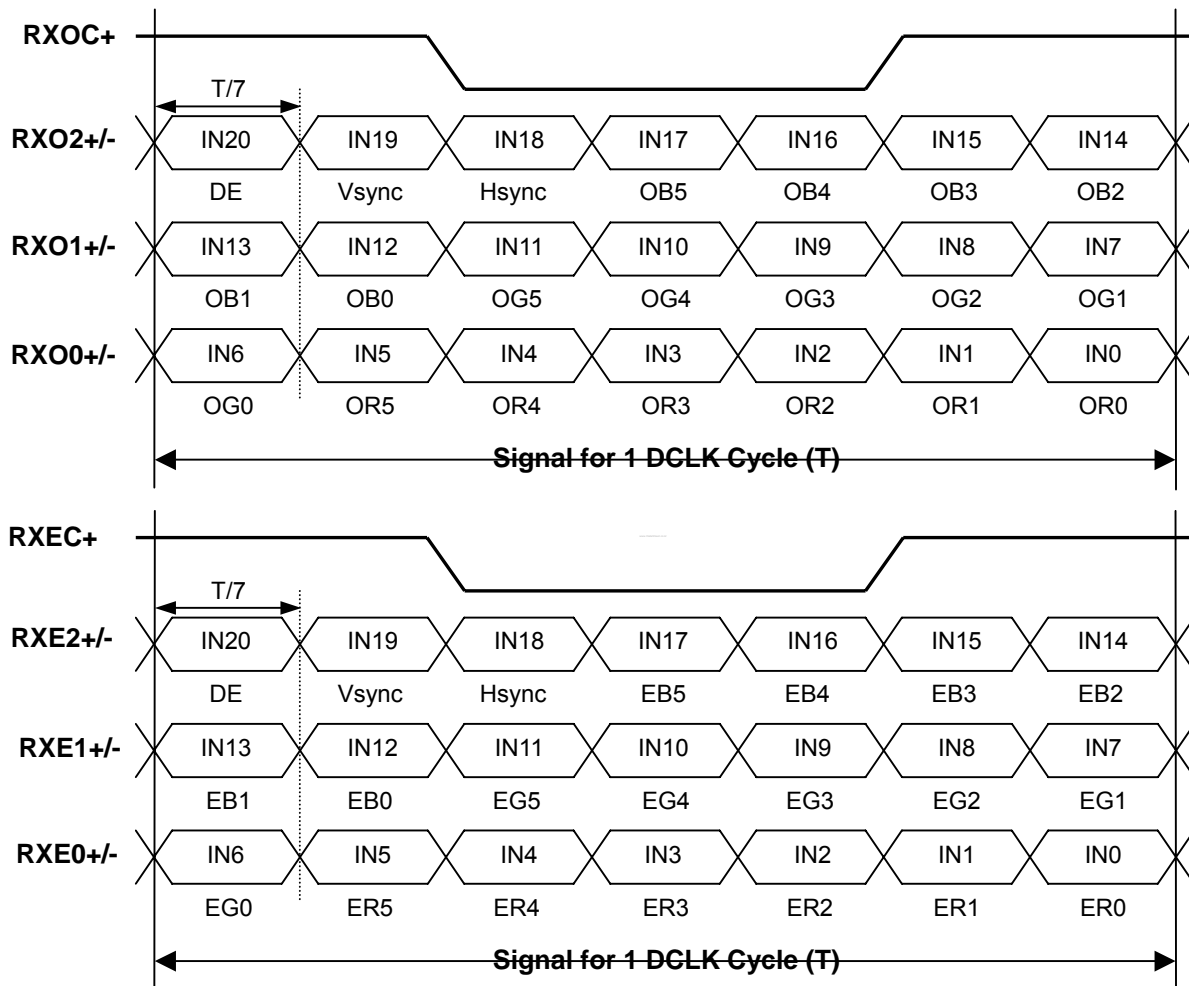 RXOC+
T/7
RXO2+/- IN20 IN19 IN18 IN17 IN16 IN15 IN14
DE Vsync Hsync OB5 OB4 OB3 OB2
RXO1+/- IN13 IN12 IN11 IN10 IN9 IN8 IN7
OB1 OB0 OG5 OG4 OG3 OG2 OG1
RXO0+/- IN6 IN5 IN4 IN3 IN2 IN1 IN0
OG0 OR5 OR4 OR3 OR2 OR1 OR0
Signal for 1 DCLK Cycle (T)
RXEC+
T/7
RXE2+/- IN20 IN19 IN18 IN17 IN16 IN15 IN14
DE Vsync Hsync EB5 EB4 EB3 EB2
RXE1+/- IN13 IN12 IN11 IN10 IN9 IN8 IN7
EB1 EB0 EG5 EG4 EG3 EG2 EG1
RXE0+/- IN6 IN5 IN4 IN3 IN2 IN1 IN0
EG0 ER5 ER4 ER3 ER2 ER1 ER0
Signal for 1 DCLK Cycle (T)